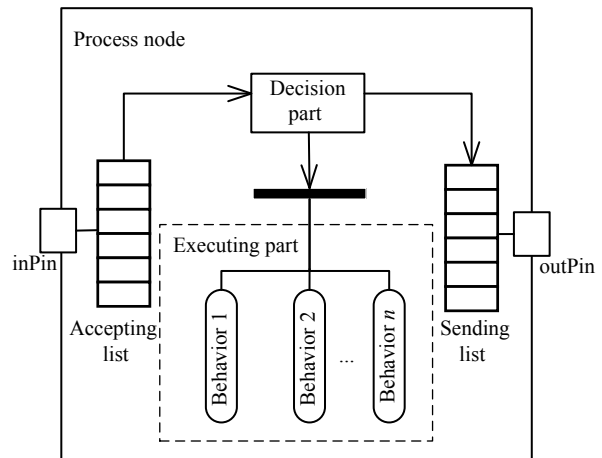 Process node
Decision
part
Executing part
inPin
outPin
Accepting
list
Behavior 1
Behavior 2
...
Behavior n
Sending
list